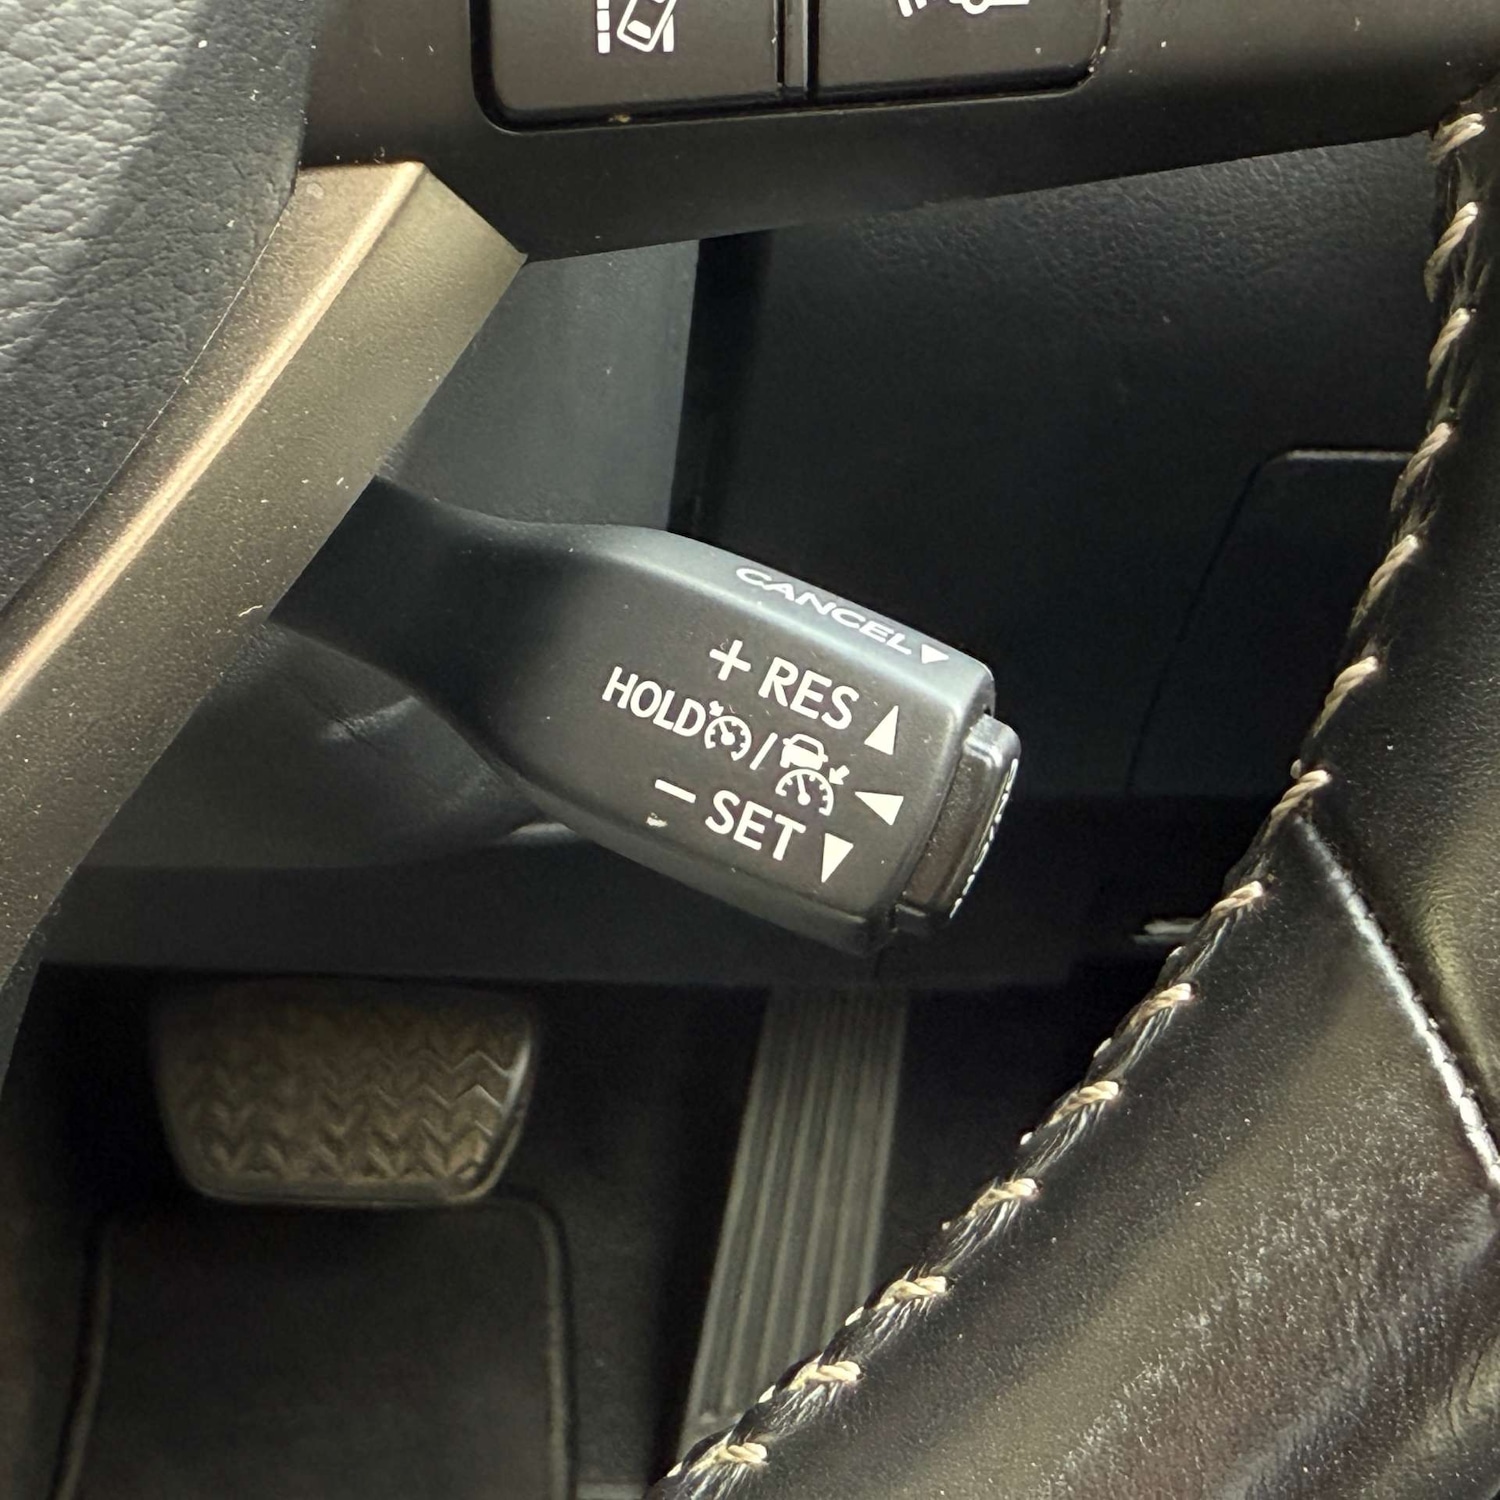 CANCEL
+ RES
HOLD /
- SET